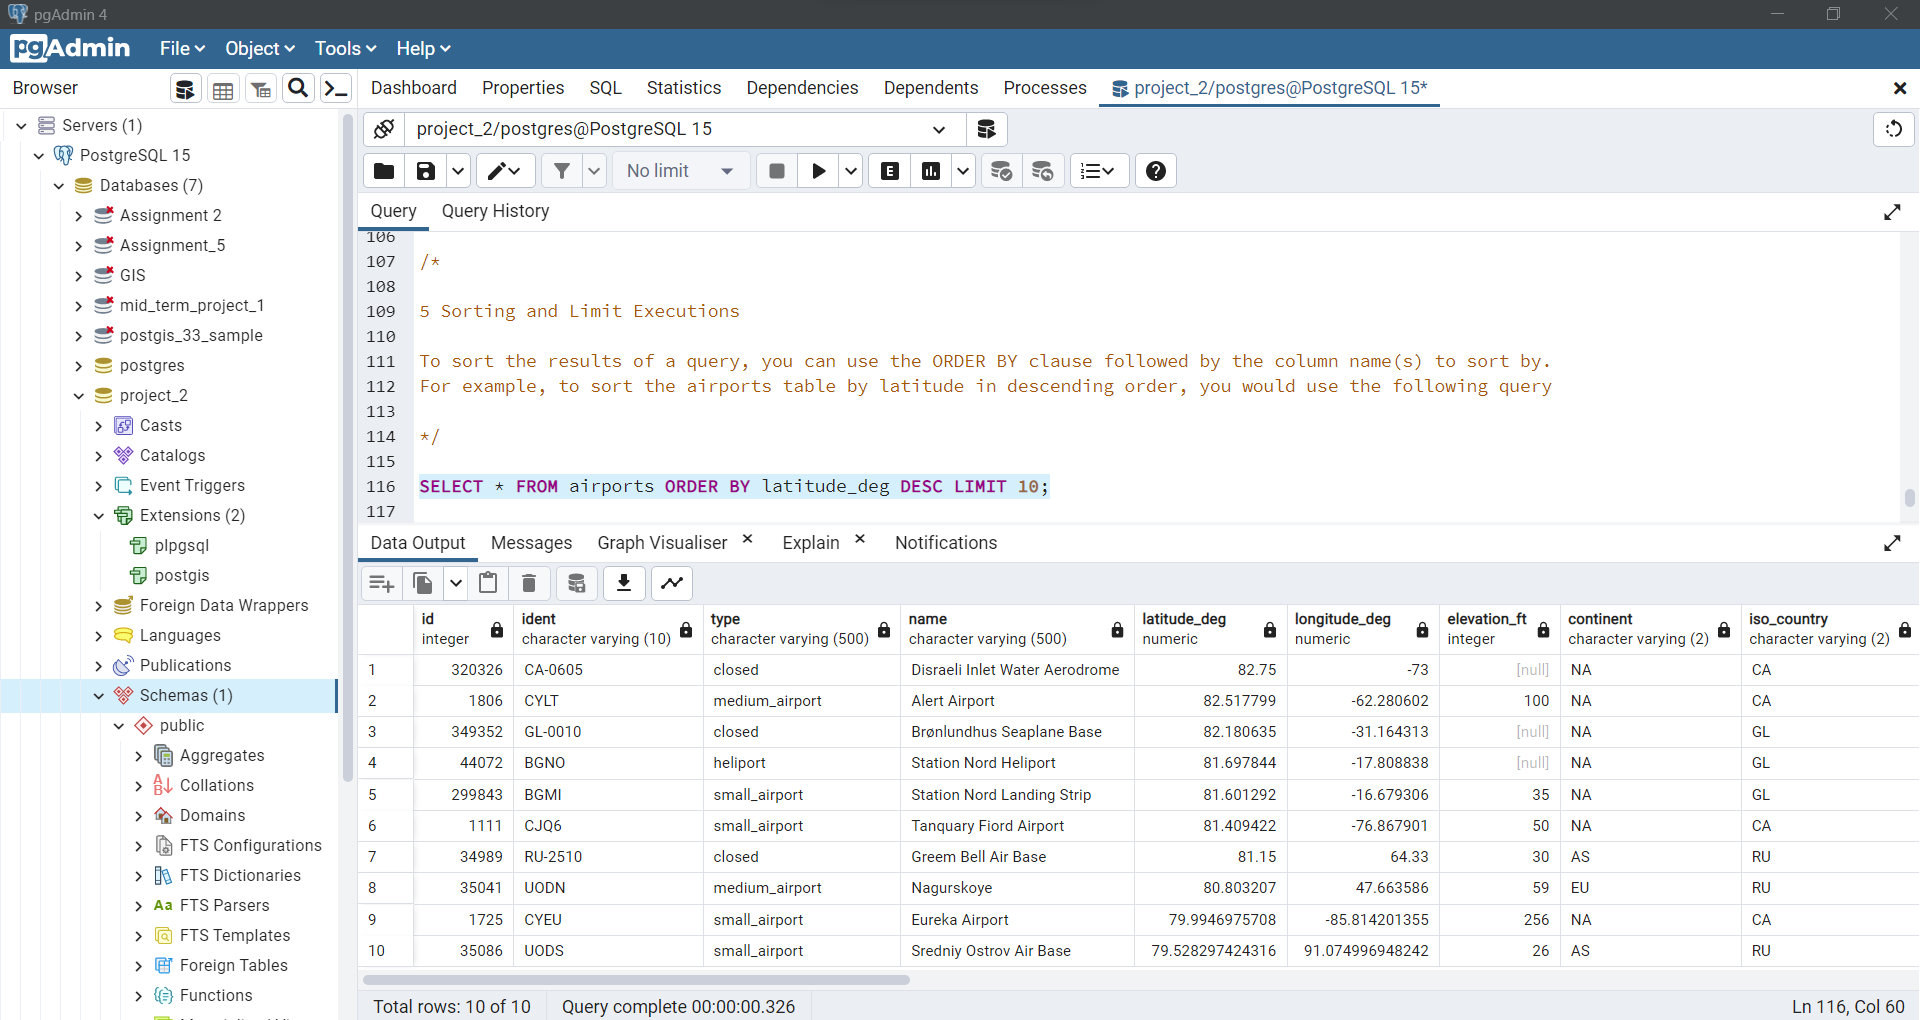 pgAdmin 4
pgAdmin File Object Tools Help
Browser
Dashboard Properties SQL Statistics Dependencies Dependents Processes project_2/postgres@PostgreSQL 15*
Servers (1)
PostgreSQL 15
Databases (7)
Assignment 2
Assignment_5
GIS
mid_term_project_1
postgis_33_sample
postgres
project_2
Casts
Catalogs
Event Triggers
Extensions (2)
plpgsql
postgis
Foreign Data Wrappers
Languages
Publications
Schemas (1)
public
Aggregates
Collations
Domains
FTS Configurations
FTS Dictionaries
Aa FTS Parsers
FTS Templates
Foreign Tables
Functions
project_2/postgres@PostgreSQL 15
No limit E
Query Query History
106
107 /*
108
109 5 Sorting and Limit Executions
110
111 To sort the results of a query, you can use the ORDER BY clause followed by the column name(s) to sort by.
112 For example, to sort the airports table by latitude in descending order, you would use the following query
113
114 */
115
116 SELECT * FROM airports ORDER BY latitude_deg DESC LIMIT 10;
117
Data Output Messages Graph Visualiser Explain Notifications
id ident type name latitude_deg longitude_deg elevation_ft continent iso_country
integer character varying (10) character varying (500) character varying (500) numeric numeric integer character varying (2) character varying (2)
1 320326 CA-0605 closed Disraeli Inlet Water Aerodrome 82.75 -73 [null] NA CA
2 1806 CYLT medium_airport Alert Airport 82.517799 -62.280602 100 NA CA
3 349352 GL-0010 closed Brønlundhus Seaplane Base 82.180635 -31.164313 [null] NA GL
4 44072 BGNO heliport Station Nord Heliport 81.697844 -17.808838 [null] NA GL
5 299843 BGMI small_airport Station Nord Landing Strip 81.601292 -16.679306 35 NA GL
6 1111 CJQ6 small_airport Tanquary Fiord Airport 81.409422 -76.867901 50 NA CA
7 34989 RU-2510 closed Greem Bell Air Base 81.15 64.33 30 AS RU
8 35041 UODN medium_airport Nagurskoye 80.803207 47.663586 59 EU RU
9 1725 CYEU small_airport Eureka Airport 79.9946975708 -85.814201355 256 NA CA
10 35086 UODS small_airport Sredniy Ostrov Air Base 79.528297424316 91.074996948242 26 AS RU
Total rows: 10 of 10 Query complete 00:00:00.326 Ln 116, Col 60